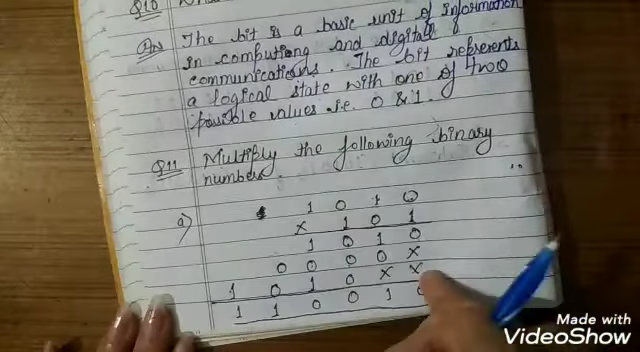 Q10
Ans The bit is a basic unit of information
in computing and digital
communications. The bit represents
a logical state with one of two
possible values i.e. 0 & 1.
Q11 Multiply the following binary
numbers.
a) 1 0 1 0
x 1 0 1
1 0 1 0
0 0 0 0 x
1 0 1 0 x x
1 1 0 0 1 0
Made with
VideoShow